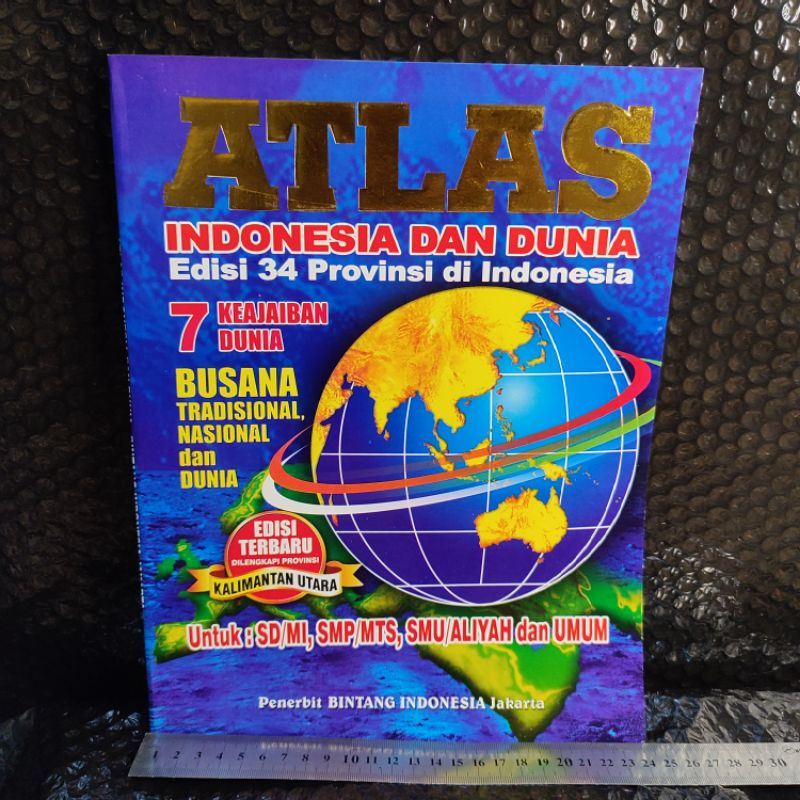 ATLAS
INDONESIA DAN DUNIA
Edisi 34 Provinsi di Indonesia
7 KEAJAIBAN
DUNIA
BUSANA
TRADISIONAL,
NASIONAL
dan
DUNIA
EDISI
TERBARU
DILENGKAPI PROVINSI
KALIMANTAN UTARA
Untuk : SD/MI, SMP/MTS, SMU/ALIYAH dan UMUM
Penerbit BINTANG INDONESIA Jakarta
1 2 3 4 5 6 7 8 9 10 11 12 13 14 15 16 17 18 19 20 21 22 23 24 25 26 27 28 29 30